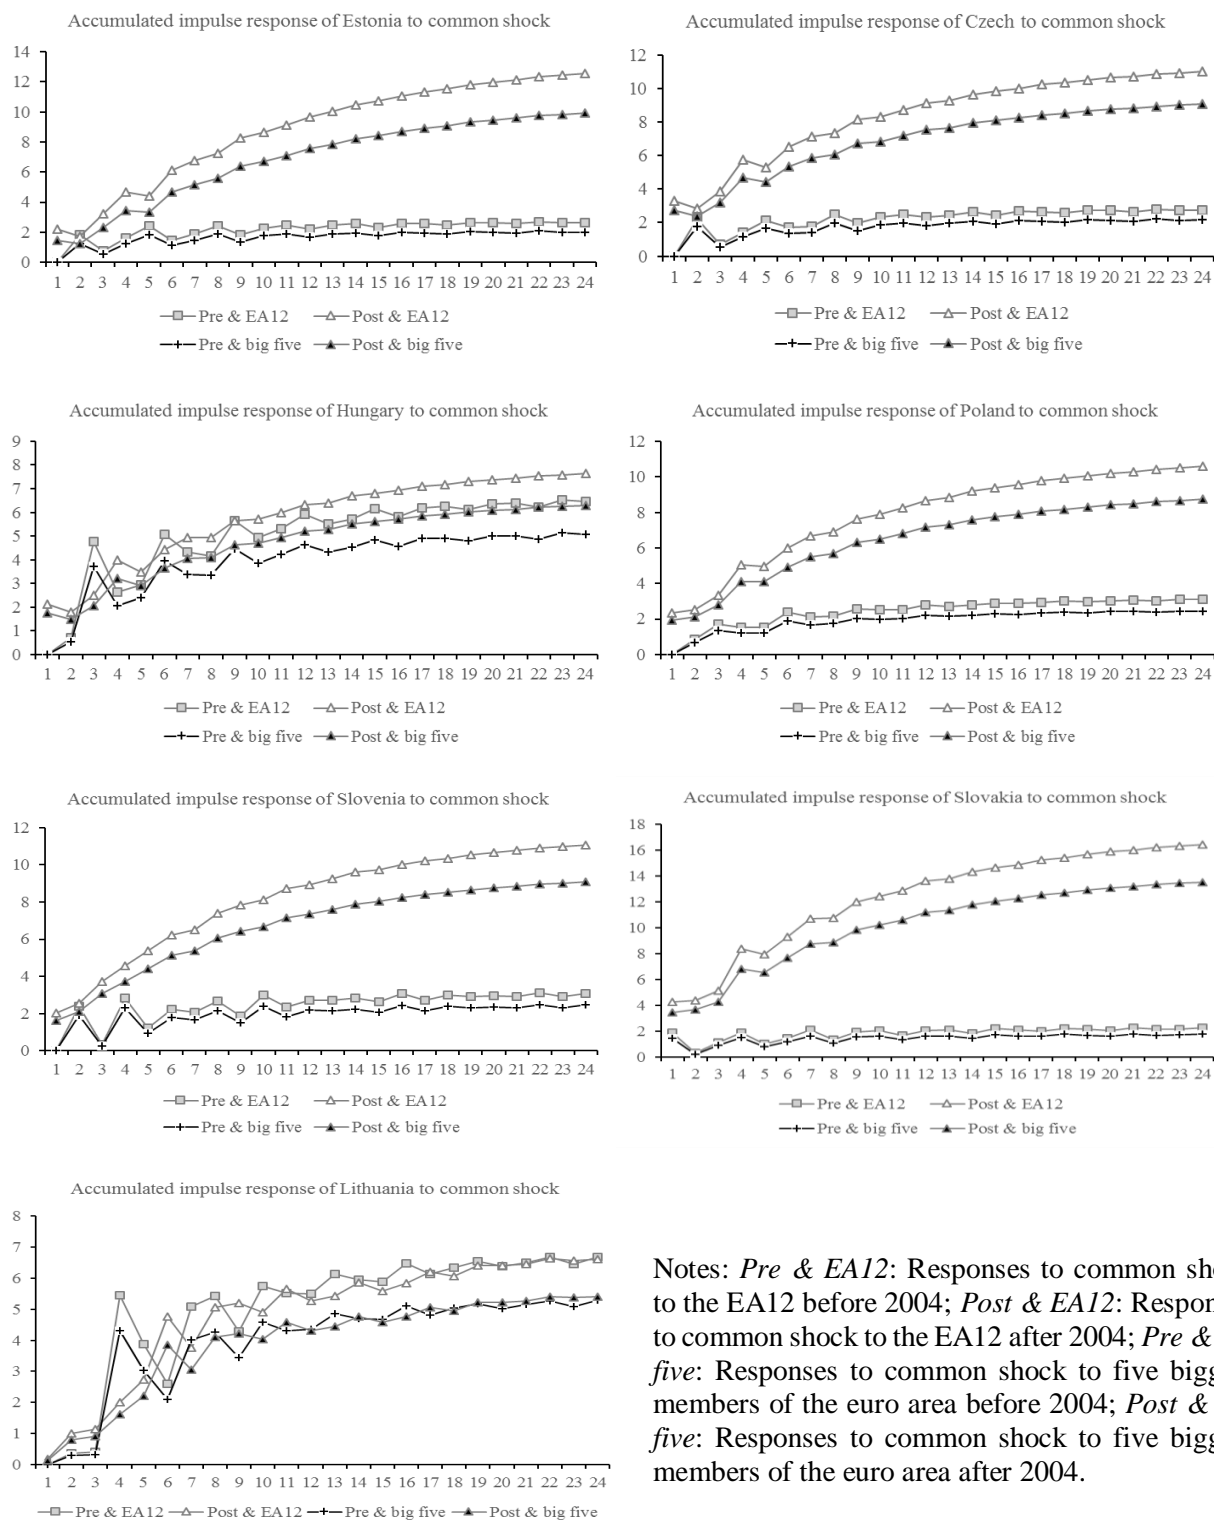 Accumulated impulse response of Estonia to common shock
14
12
10
8
6
4
2
0
1 2 3 4 5 6 7 8 9 10 11 12 13 14 15 16 17 18 19 20 21 22 23 24
Pre & EA12 Post & EA12
Pre & big five Post & big five
Accumulated impulse response of Czech to common shock
12
10
8
6
4
2
0
1 2 3 4 5 6 7 8 9 10 11 12 13 14 15 16 17 18 19 20 21 22 23 24
Pre & EA12 Post & EA12
Pre & big five Post & big five
Accumulated impulse response of Hungary to common shock
9
8
7
6
5
4
3
2
1
0
1 2 3 4 5 6 7 8 9 10 11 12 13 14 15 16 17 18 19 20 21 22 23 24
Pre & EA12 Post & EA12
Pre & big five Post & big five
Accumulated impulse response of Poland to common shock
12
10
8
6
4
2
0
1 2 3 4 5 6 7 8 9 10 11 12 13 14 15 16 17 18 19 20 21 22 23 24
Pre & EA12 Post & EA12
Pre & big five Post & big five
Accumulated impulse response of Slovenia to common shock
12
10
8
6
4
2
0
1 2 3 4 5 6 7 8 9 10 11 12 13 14 15 16 17 18 19 20 21 22 23 24
Pre & EA12 Post & EA12
Pre & big five Post & big five
Accumulated impulse response of Slovakia to common shock
18
16
14
12
10
8
6
4
2
0
1 2 3 4 5 6 7 8 9 10 11 12 13 14 15 16 17 18 19 20 21 22 23 24
Pre & EA12 Post & EA12
Pre & big five Post & big five
Accumulated impulse response of Lithuania to common shock
8
7
6
5
4
3
2
1
0
1 2 3 4 5 6 7 8 9 10 11 12 13 14 15 16 17 18 19 20 21 22 23 24
Pre & EA12 Post & EA12 Pre & big five Post & big five
Notes: Pre & EA12: Responses to common sho
to the EA12 before 2004; Post & EA12: Respon
to common shock to the EA12 after 2004; Pre &
five: Responses to common shock to five bigg
members of the euro area before 2004; Post &
five: Responses to common shock to five bigg
members of the euro area after 2004.